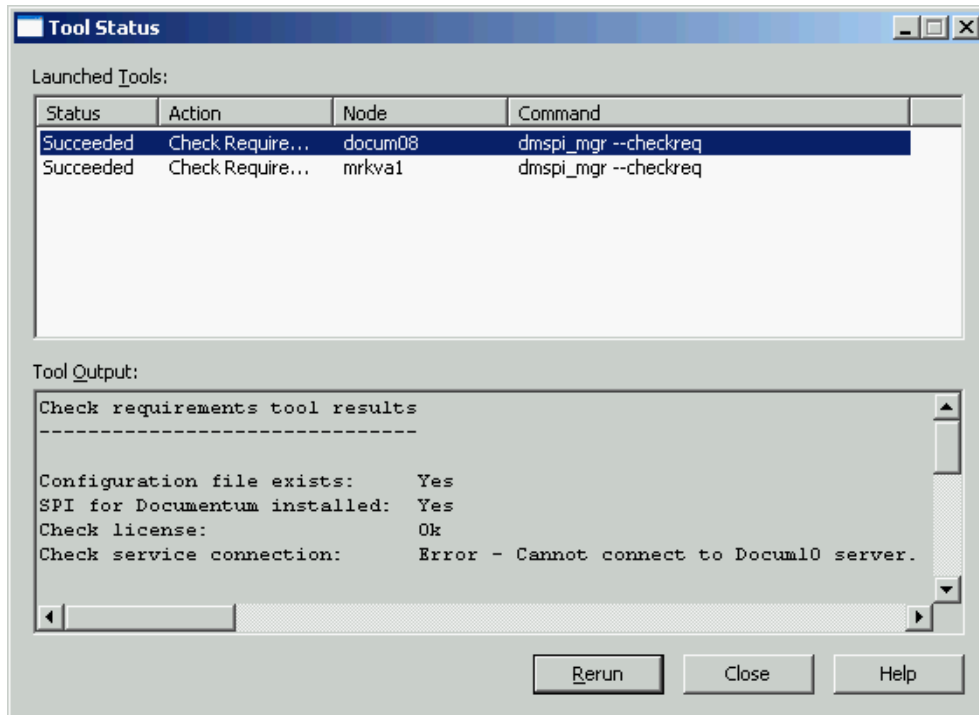 Tool Status
Launched Tools:
Status Action Node Command
Succeeded Check Require... docum08 dmspi_mgr --checkreq
Succeeded Check Require... mrkva1 dmspi_mgr --checkreq
Tool Output:
Check requirements tool results
-------------------------------
Configuration file exists: Yes
SPI for Documentum installed: Yes
Check license: Ok
Check service connection: Error - Cannot connect to Docum10 server.
Rerun Close Help